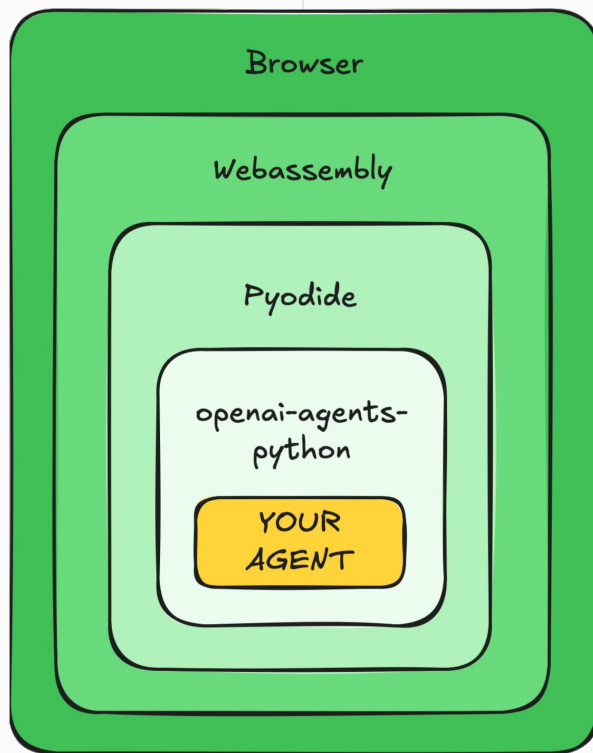 Browser
Webassembly
Pyodide
openai-agents-
python
YOUR
AGENT